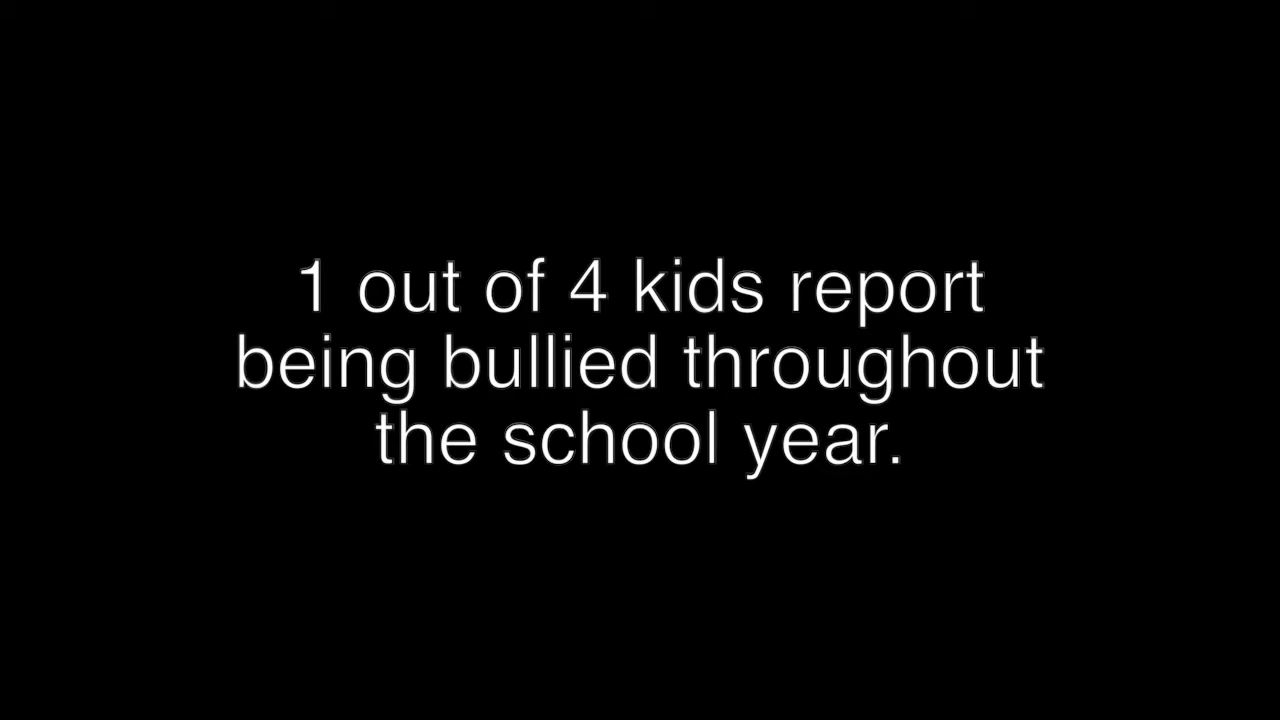 1 out of 4 kids report
being bullied throughout
the school year.